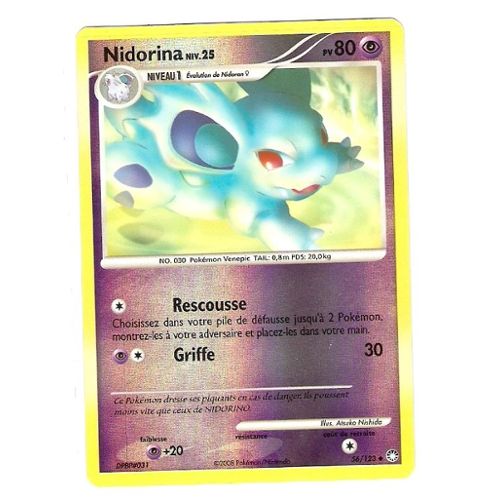 Nidorina NIV.25 PV 80
NIVEAU 1 Évolution de Nidoran♀
NO. 030 Pokémon Venepic TAIL: 0,8m PDS: 20,0kg
Rescousse
Choisissez dans votre pile de défausse jusqu'à 2 Pokémon,
montrez-les à votre adversaire et placez-les dans votre main.
Griffe 30
Ce Pokémon dresse ses piquants en cas de danger. Ils poussent
moins vite que ceux de NIDORINO.
Illus. Atsuko Nishida
faiblesse résistance coût de retraite
+20
DPBP#031 ©2008 Pokémon/Nintendo 56/123